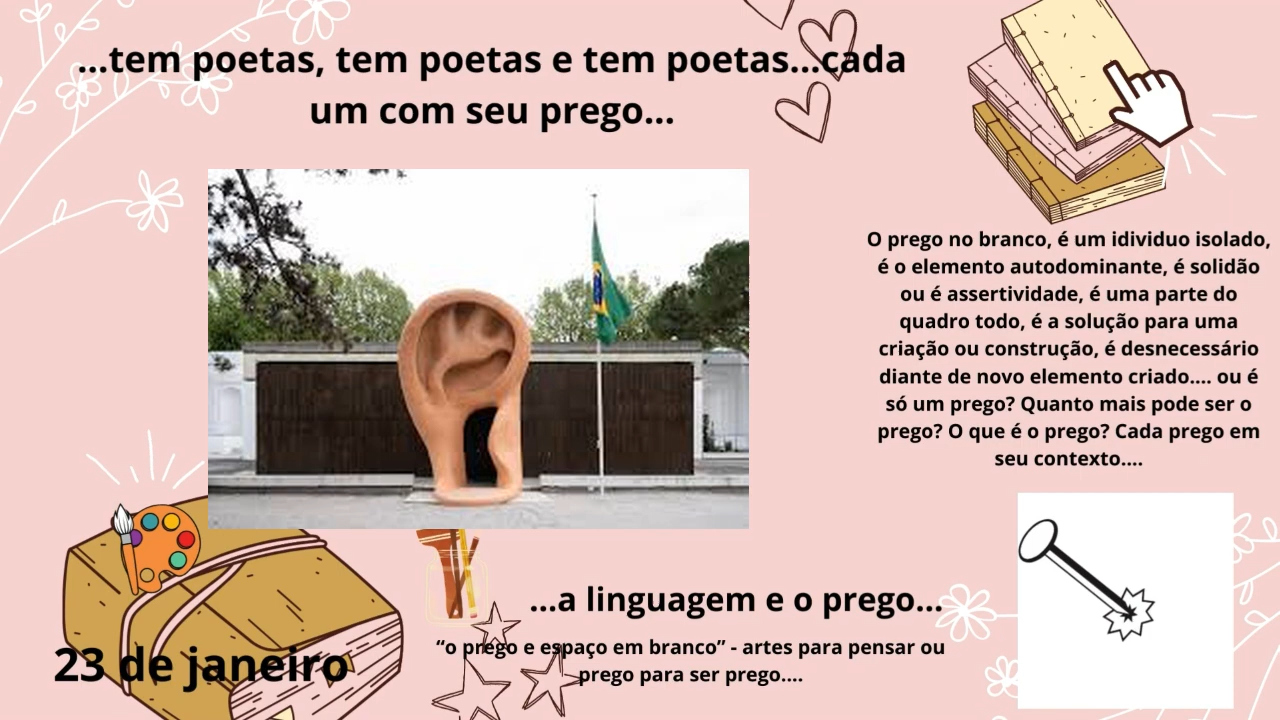 ...tem poetas, tem poetas e tem poetas...cada
um com seu prego...
O prego no branco, é um idividuo isolado,
é o elemento autodominante, é solidão
ou é assertividade, é uma parte do
quadro todo, é a solução para uma
criação ou construção, é desnecessário
diante de novo elemento criado.... ou é
só um prego? Quanto mais pode ser o
prego? O que é o prego? Cada prego em
seu contexto....
...a linguagem e o prego...
“o prego e espaço em branco” - artes para pensar ou
prego para ser prego....
23 de janeiro